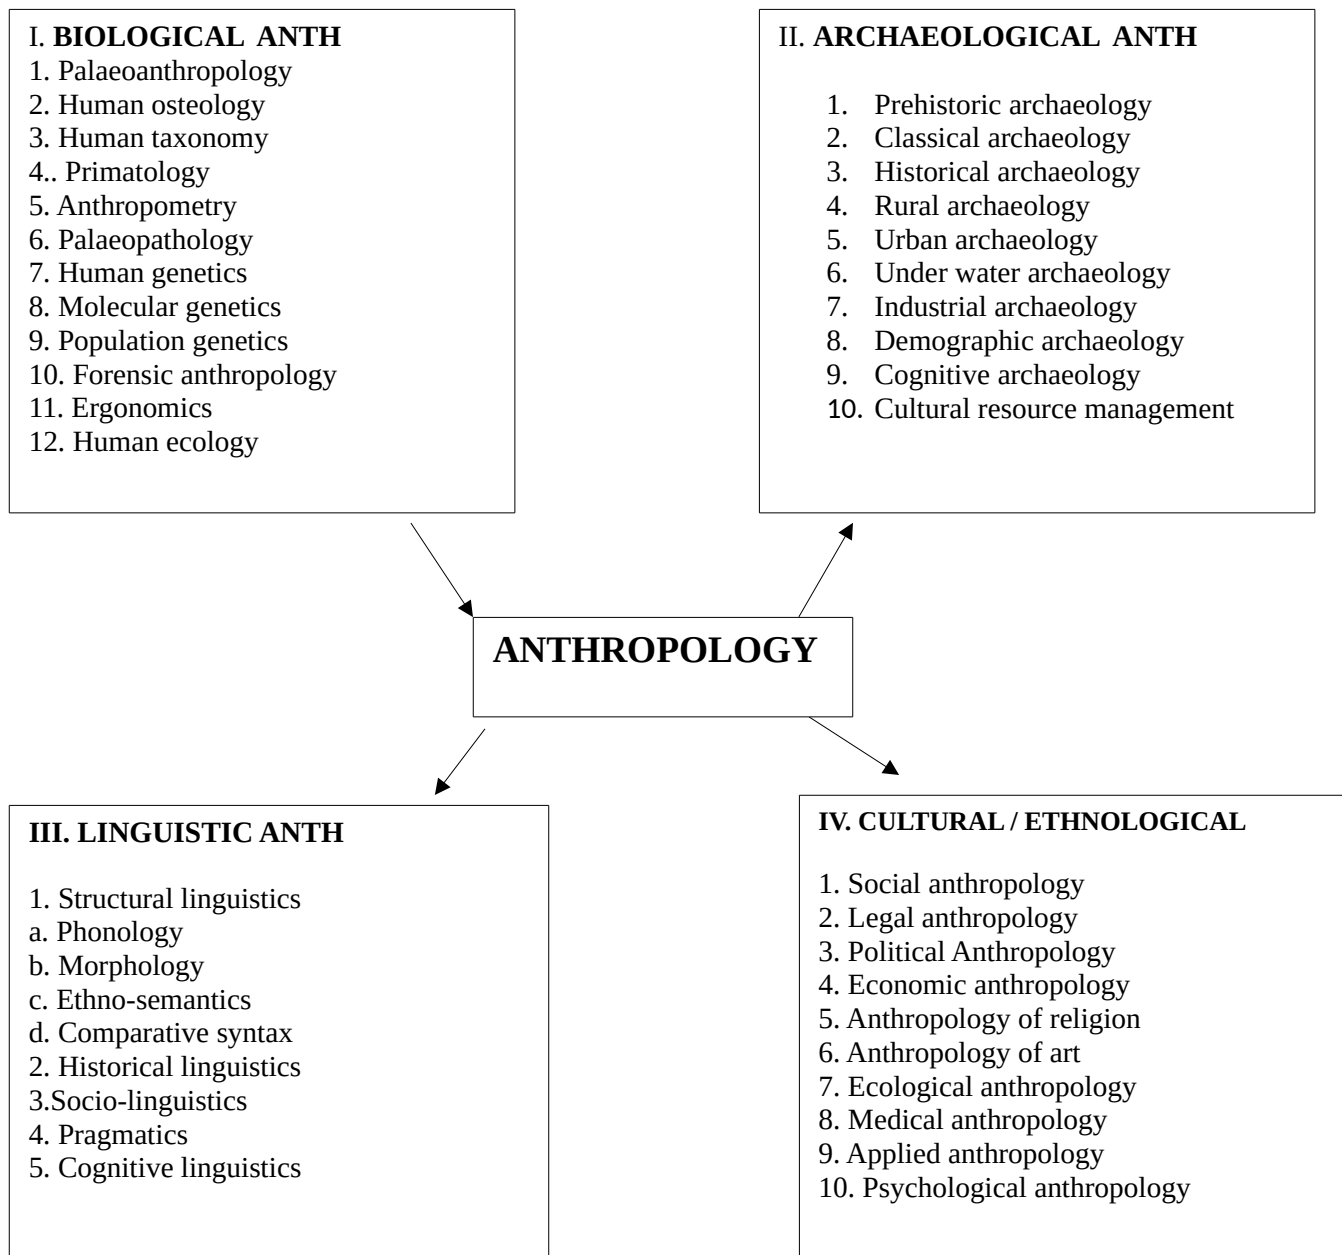 I. BIOLOGICAL ANTH
1. Palaeoanthropology
2. Human osteology
3. Human taxonomy
4.. Primatology
5. Anthropometry
6. Palaeopathology
7. Human genetics
8. Molecular genetics
9. Population genetics
10. Forensic anthropology
11. Ergonomics
12. Human ecology
II. ARCHAEOLOGICAL ANTH
1. Prehistoric archaeology
2. Classical archaeology
3. Historical archaeology
4. Rural archaeology
5. Urban archaeology
6. Under water archaeology
7. Industrial archaeology
8. Demographic archaeology
9. Cognitive archaeology
10. Cultural resource management
ANTHROPOLOGY
III. LINGUISTIC ANTH
1. Structural linguistics
a. Phonology
b. Morphology
c. Ethno-semantics
d. Comparative syntax
2. Historical linguistics
3.Socio-linguistics
4. Pragmatics
5. Cognitive linguistics
IV. CULTURAL / ETHNOLOGICAL
1. Social anthropology
2. Legal anthropology
3. Political Anthropology
4. Economic anthropology
5. Anthropology of religion
6. Anthropology of art
7. Ecological anthropology
8. Medical anthropology
9. Applied anthropology
10. Psychological anthropology